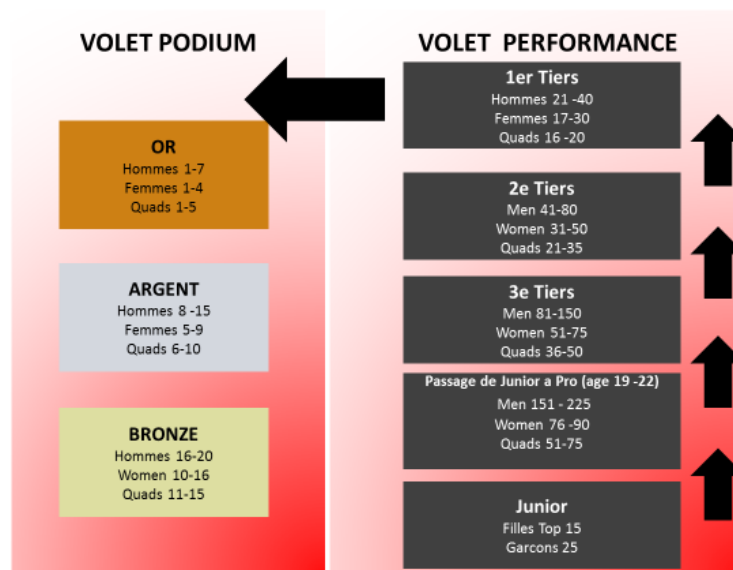 VOLET PODIUM
OR
Hommes 1-7
Femmes 1-4
Quads 1-5
ARGENT
Hommes 8 -15
Femmes 5-9
Quads 6-10
BRONZE
Hommes 16-20
Women 10-16
Quads 11-15
VOLET PERFORMANCE
1er Tiers
Hommes 21 -40
Femmes 17-30
Quads 16 -20
2e Tiers
Men 41-80
Women 31-50
Quads 21-35
3e Tiers
Men 81-150
Women 51-75
Quads 36-50
Passage de Junior a Pro (age 19 -22)
Men 151 - 225
Women 76 -90
Quads 51-75
Junior
Filles Top 15
Garcons 25